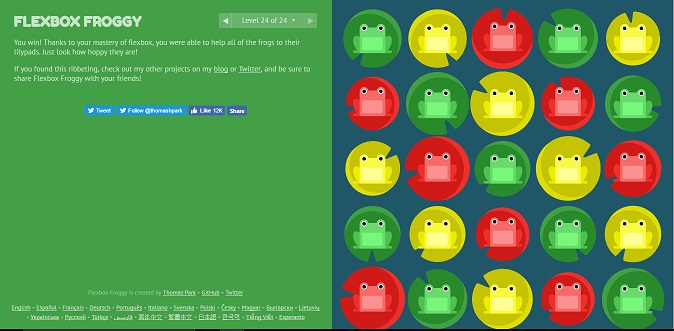 FLEXBOX FROGGY
◀ Level 24 of 24 ▾ ▶
You win! Thanks to your mastery of flexbox, you were able to help all of the frogs to their
lilypads. Just look how hoppy they are!
If you found this ribbeting, check out my other projects on my blog or Twitter, and be sure to
share Flexbox Froggy with your friends!
Tweet Follow @thomashpark Like 12K Share
Flexbox Froggy is created by Thomas Park • GitHub • Twitter
English • Español • Français • Deutsch • Português • Italiano • Svenska • Polski • Česky • Magyar • Български • Lietuvių
• Українська • Русский • Türkçe • فارسی • 简体中文 • 繁體中文 • 日本語 • 한국어 • Tiếng Việt • Esperanto